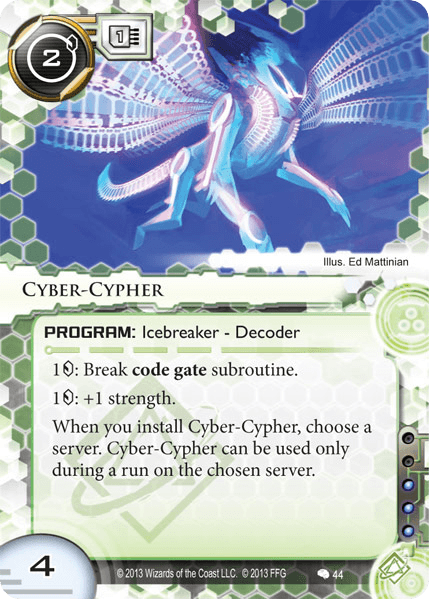 2
1
Illus. Ed Mattinian
CYBER-CYPHER
PROGRAM: Icebreaker - Decoder
1: Break code gate subroutine.
1: +1 strength.
When you install Cyber-Cypher, choose a
server. Cyber-Cypher can be used only
during a run on the chosen server.
4
© 2013 Wizards of the Coast LLC. © 2013 FFG 44